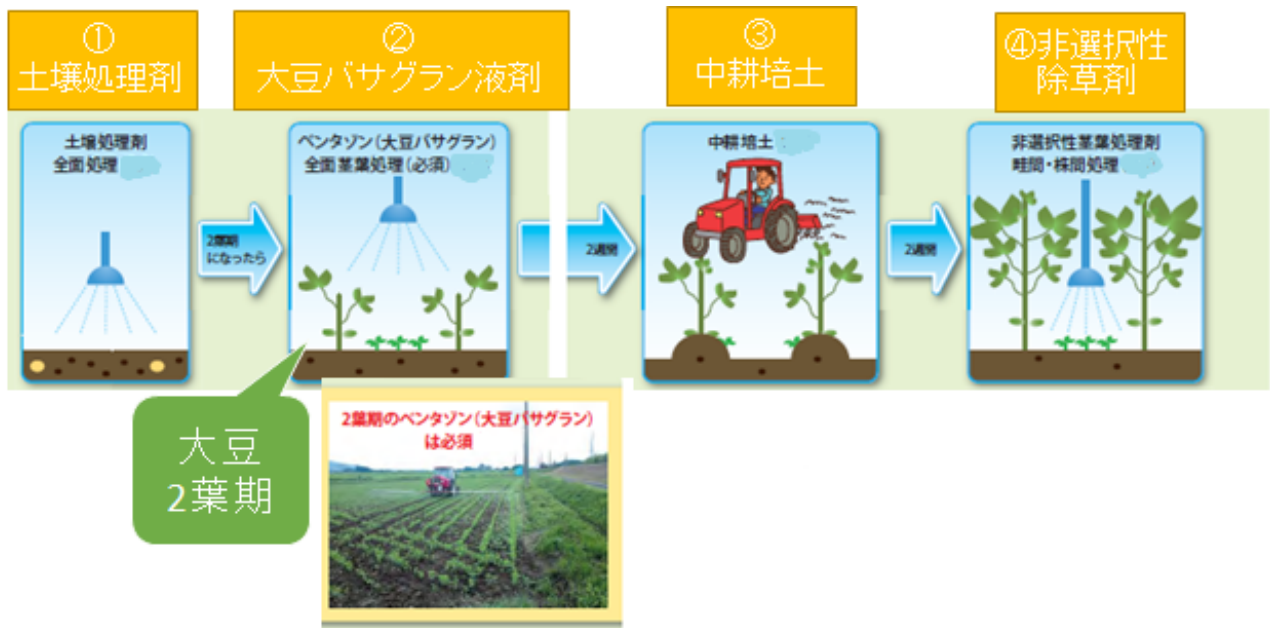 ①
土壌処理剤
②
大豆バサグラン液剤
③
中耕培土
④非選択性
除草剤
土壌処理剤
全面処理
2葉期
になったら
ベンタゾン(大豆バサグラン)
全面茎葉処理(必須)
2週間
中耕培土
2週間
非選択性茎葉処理剤
畦間・株間処理
大豆
2葉期
2葉期のベンタゾン(大豆バサグラン)
は必須